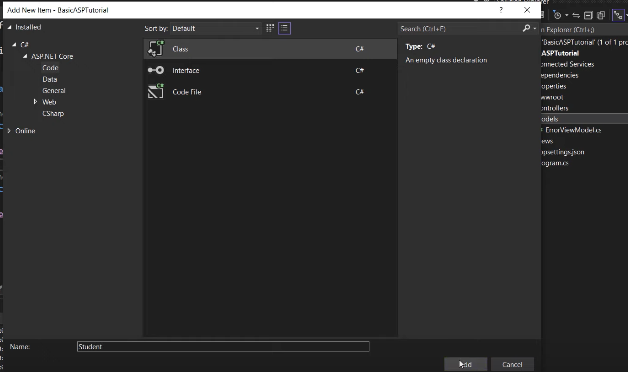 Add New Item - BasicASPTutorial
?
Installed
Sort by: Default
Search (Ctrl+E)
C#
ASP.NET Core
Code
Data
General
Web
CSharp
Online
Class C#
Interface C#
Code File C#
Type: C#
An empty class declaration
Explorer (Ctrl+;)
'BasicASPTutorial' (1 of 1 pro
ASPTutorial
nnected Services
ependencies
operties
wwroot
ontrollers
odels
ErrorViewModel.cs
ews
ppsettings.json
ogram.cs
Name: Student
Add Cancel